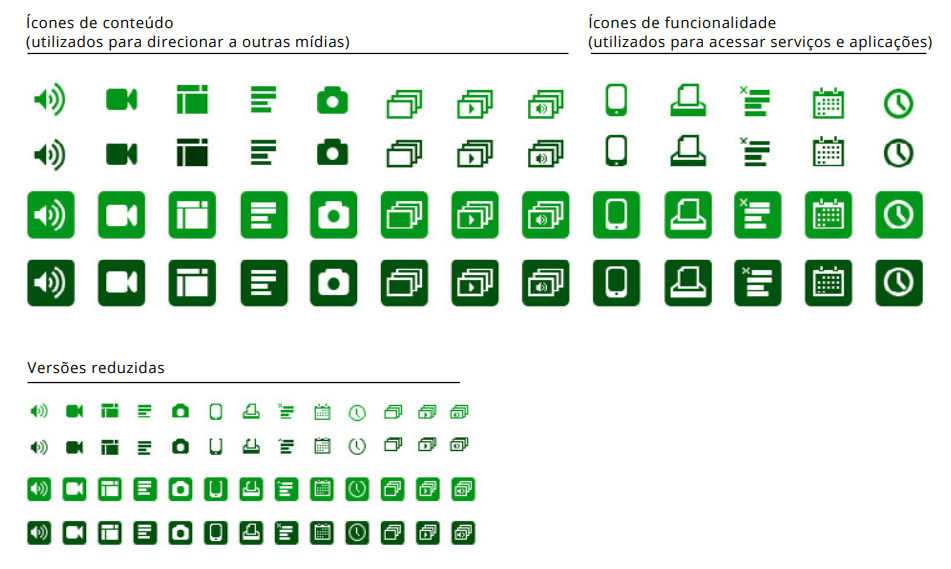 Ícones de conteúdo
(utilizados para direcionar a outras mídias)
Ícones de funcionalidade
(utilizados para acessar serviços e aplicações)
Versões reduzidas